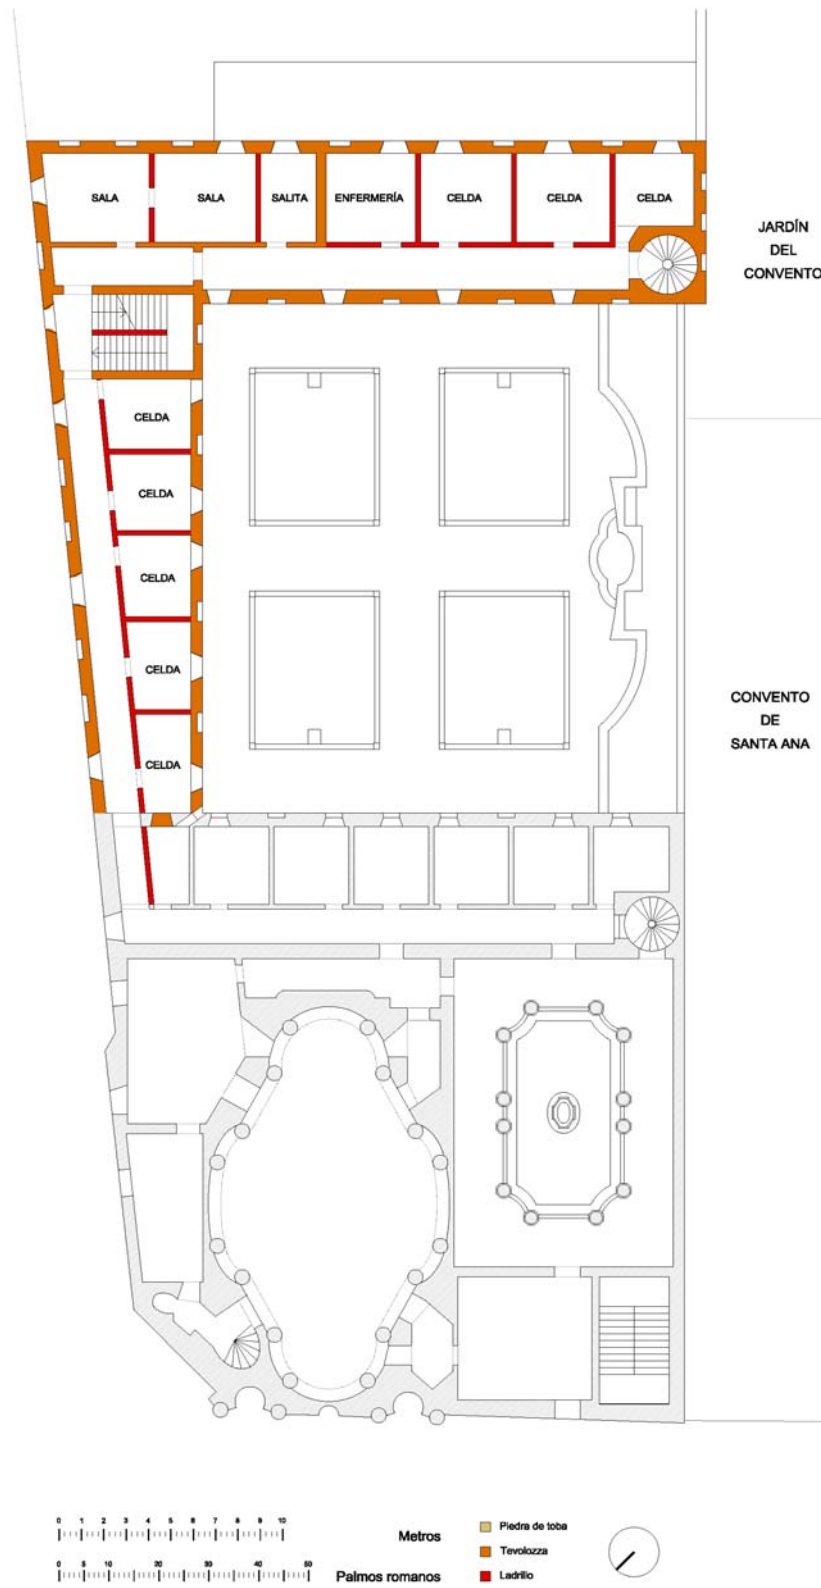 SALA SALA SALITA ENFERMERÍA CELDA CELDA CELDA
JARDÍN
DEL
CONVENTO
CELDA
CELDA
CELDA
CELDA
CELDA
CONVENTO
DE
SANTA ANA
0 1 2 3 4 5 6 7 8 9 10
Metros
0 5 10 20 30 40 50
Palmos romanos
Piedra de toba
Tevolozza
Ladrillo